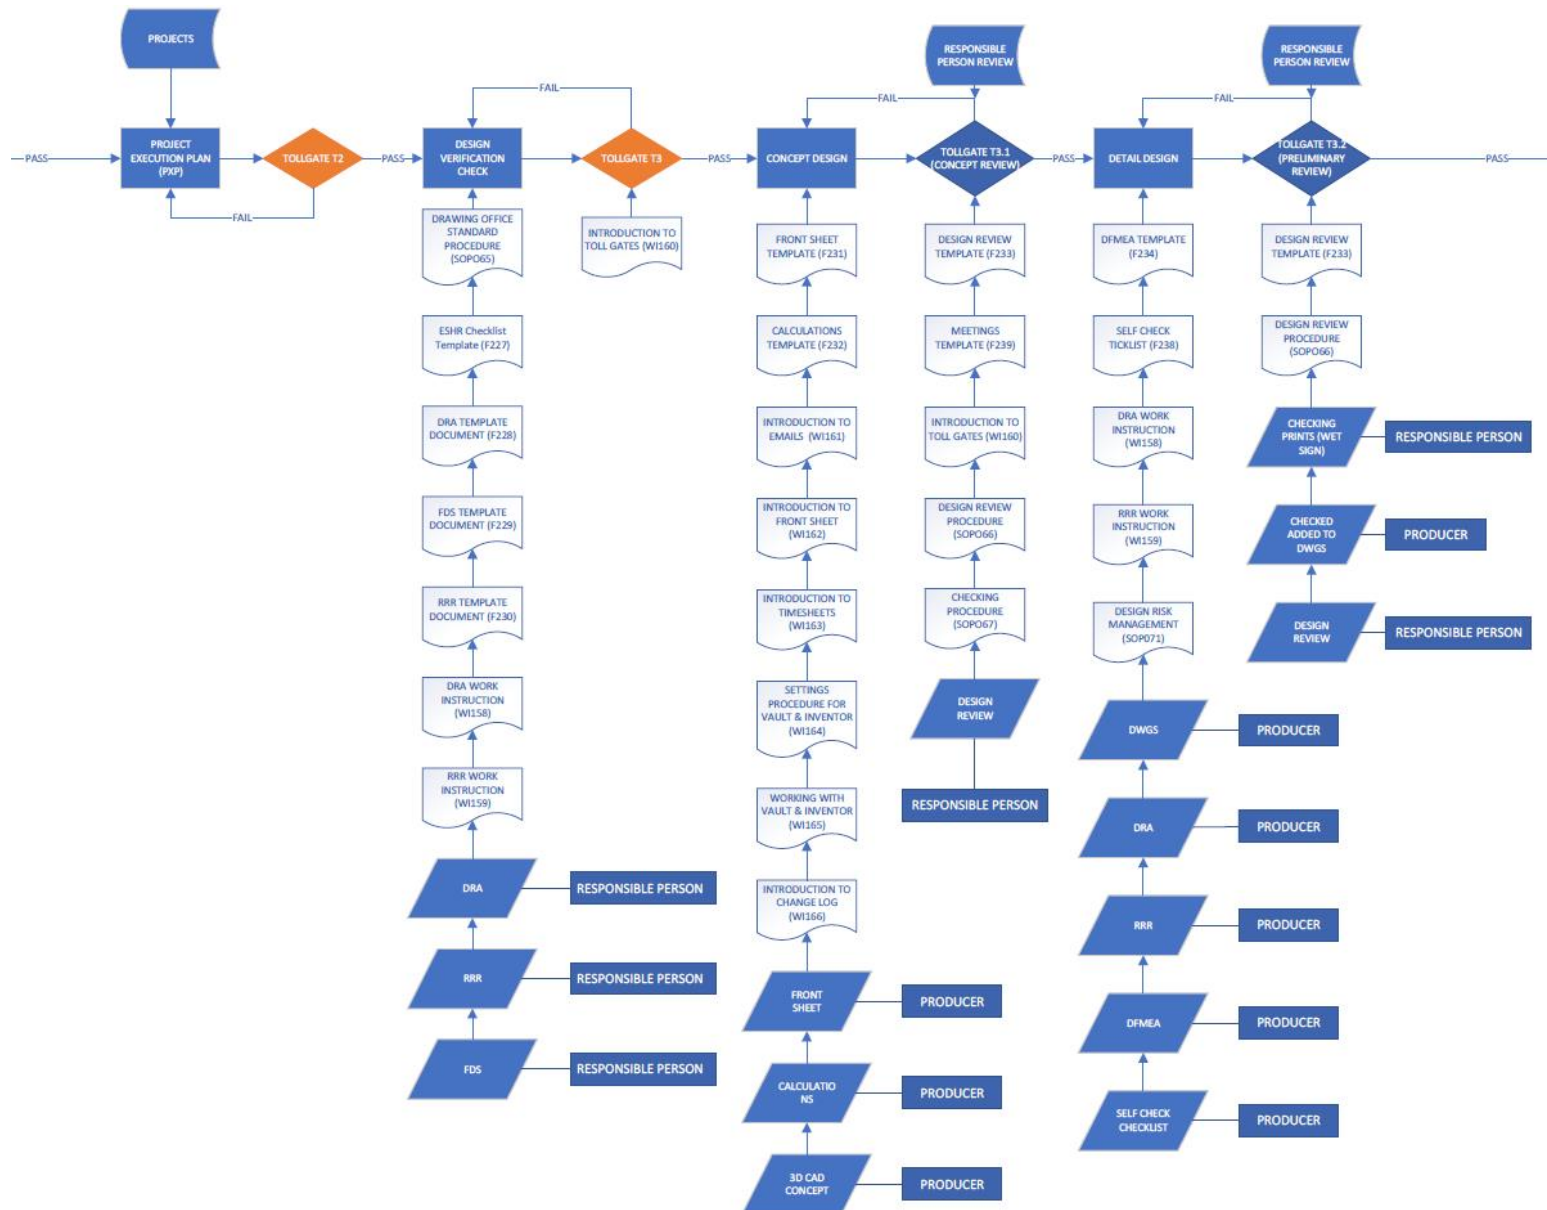 PROJECTS
PASS
PROJECT
EXECUTION PLAN
(PXP)
TOLLGATE T2
FAIL
PASS
DESIGN
VERIFICATION
CHECK
FAIL
TOLLGATE T3
PASS
DRAWING OFFICE
STANDARD
PROCEDURE
(SOPO65)
ESHR Checklist
Template (F227)
DRA TEMPLATE
DOCUMENT (F228)
FDS TEMPLATE
DOCUMENT (F229)
RRR TEMPLATE
DOCUMENT (F230)
DRA WORK
INSTRUCTION
(WI158)
RRR WORK
INSTRUCTION
(WI159)
DRA
RESPONSIBLE PERSON
RRR
RESPONSIBLE PERSON
FDS
RESPONSIBLE PERSON
INTRODUCTION TO
TOLL GATES (WI160)
CONCEPT DESIGN
FAIL
RESPONSIBLE
PERSON REVIEW
TOLLGATE T3.1
(CONCEPT REVIEW)
PASS
FRONT SHEET
TEMPLATE (F231)
CALCULATIONS
TEMPLATE (F232)
INTRODUCTION TO
EMAILS (WI161)
INTRODUCTION TO
FRONT SHEET
(WI162)
INTRODUCTION TO
TIMESHEETS
(WI163)
SETTINGS
PROCEDURE FOR
VAULT & INVENTOR
(WI164)
WORKING WITH
VAULT & INVENTOR
(WI165)
INTRODUCTION TO
CHANGE LOG
(WI166)
FRONT
SHEET
PRODUCER
CALCULATIO
NS
PRODUCER
3D CAD
CONCEPT
PRODUCER
DESIGN REVIEW
TEMPLATE (F233)
MEETINGS
TEMPLATE (F239)
INTRODUCTION TO
TOLL GATES (WI160)
DESIGN REVIEW
PROCEDURE
(SOPO66)
CHECKING
PROCEDURE
(SOPO67)
DESIGN
REVIEW
RESPONSIBLE PERSON
DETAIL DESIGN
FAIL
RESPONSIBLE
PERSON REVIEW
TOLLGATE T3.2
(PRELIMINARY
REVIEW)
PASS
DFMEA TEMPLATE
(F234)
SELF CHECK
TICKLIST (F238)
DRA WORK
INSTRUCTION
(WI158)
RRR WORK
INSTRUCTION
(WI159)
DESIGN RISK
MANAGEMENT
(SOP071)
DWGS
PRODUCER
DRA
PRODUCER
RRR
PRODUCER
DFMEA
PRODUCER
SELF CHECK
CHECKLIST
PRODUCER
DESIGN REVIEW
TEMPLATE (F233)
DESIGN REVIEW
PROCEDURE
(SOPO66)
CHECKING
PRINTS (WET
SIGN)
RESPONSIBLE PERSON
CHECKED
ADDED TO
DWGS
PRODUCER
DESIGN
REVIEW
RESPONSIBLE PERSON